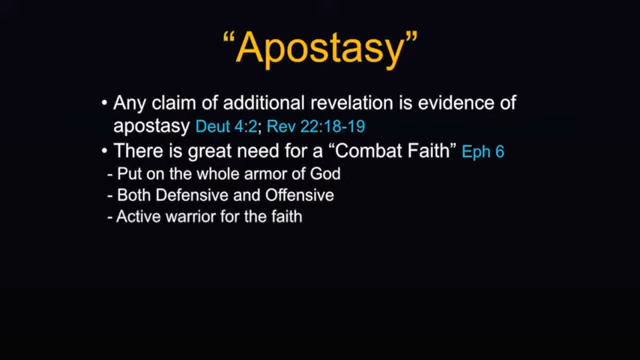 “Apostasy”
• Any claim of additional revelation is evidence of
apostasy Deut 4:2; Rev 22:18-19
• There is great need for a “Combat Faith” Eph 6
- Put on the whole armor of God
- Both Defensive and Offensive
- Active warrior for the faith